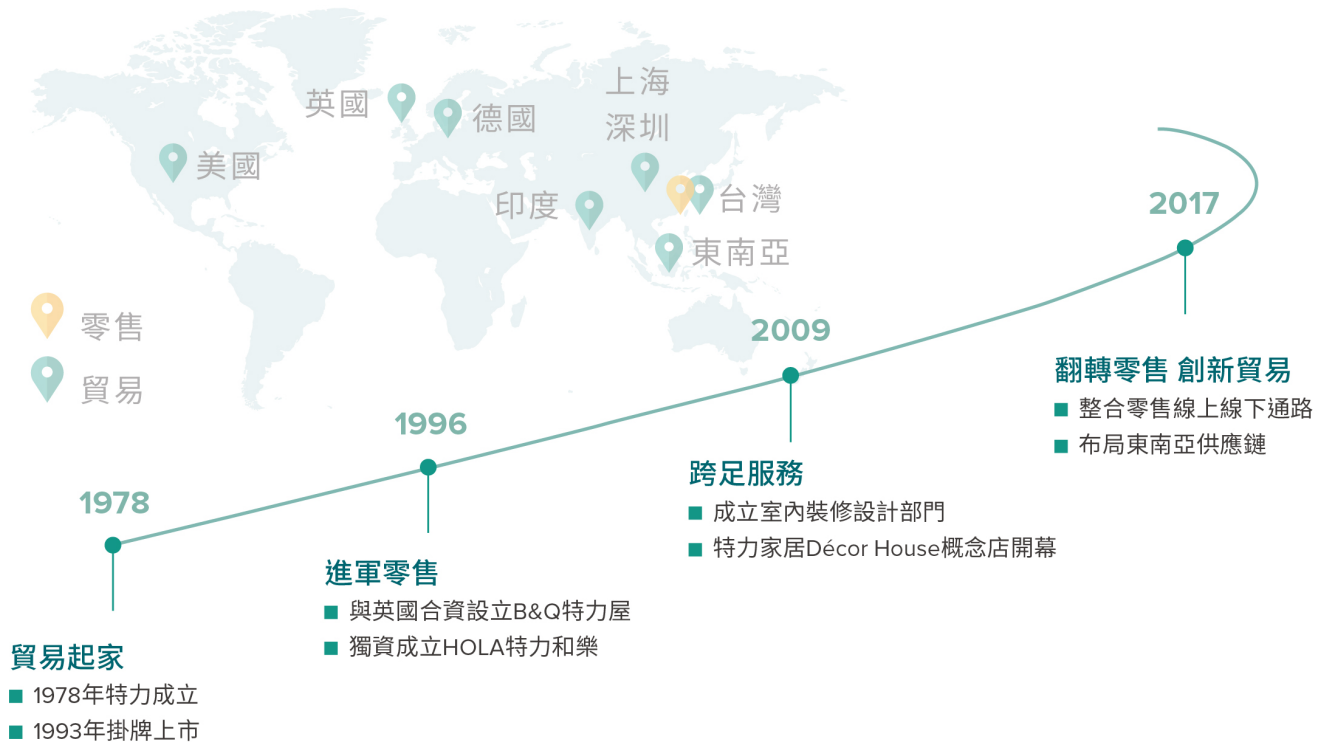 上海
深圳
英國
德國
美國
印度
台灣
東南亞
零售
貿易
1978
貿易起家
1978年特力成立
1993年掛牌上市
1996
進軍零售
與英國合資設立B&Q特力屋
獨資成立HOLA特力和樂
2009
跨足服務
成立室內裝修設計部門
特力家居Décor House概念店開幕
2017
翻轉零售 創新貿易
整合零售線上線下通路
布局東南亞供應鏈